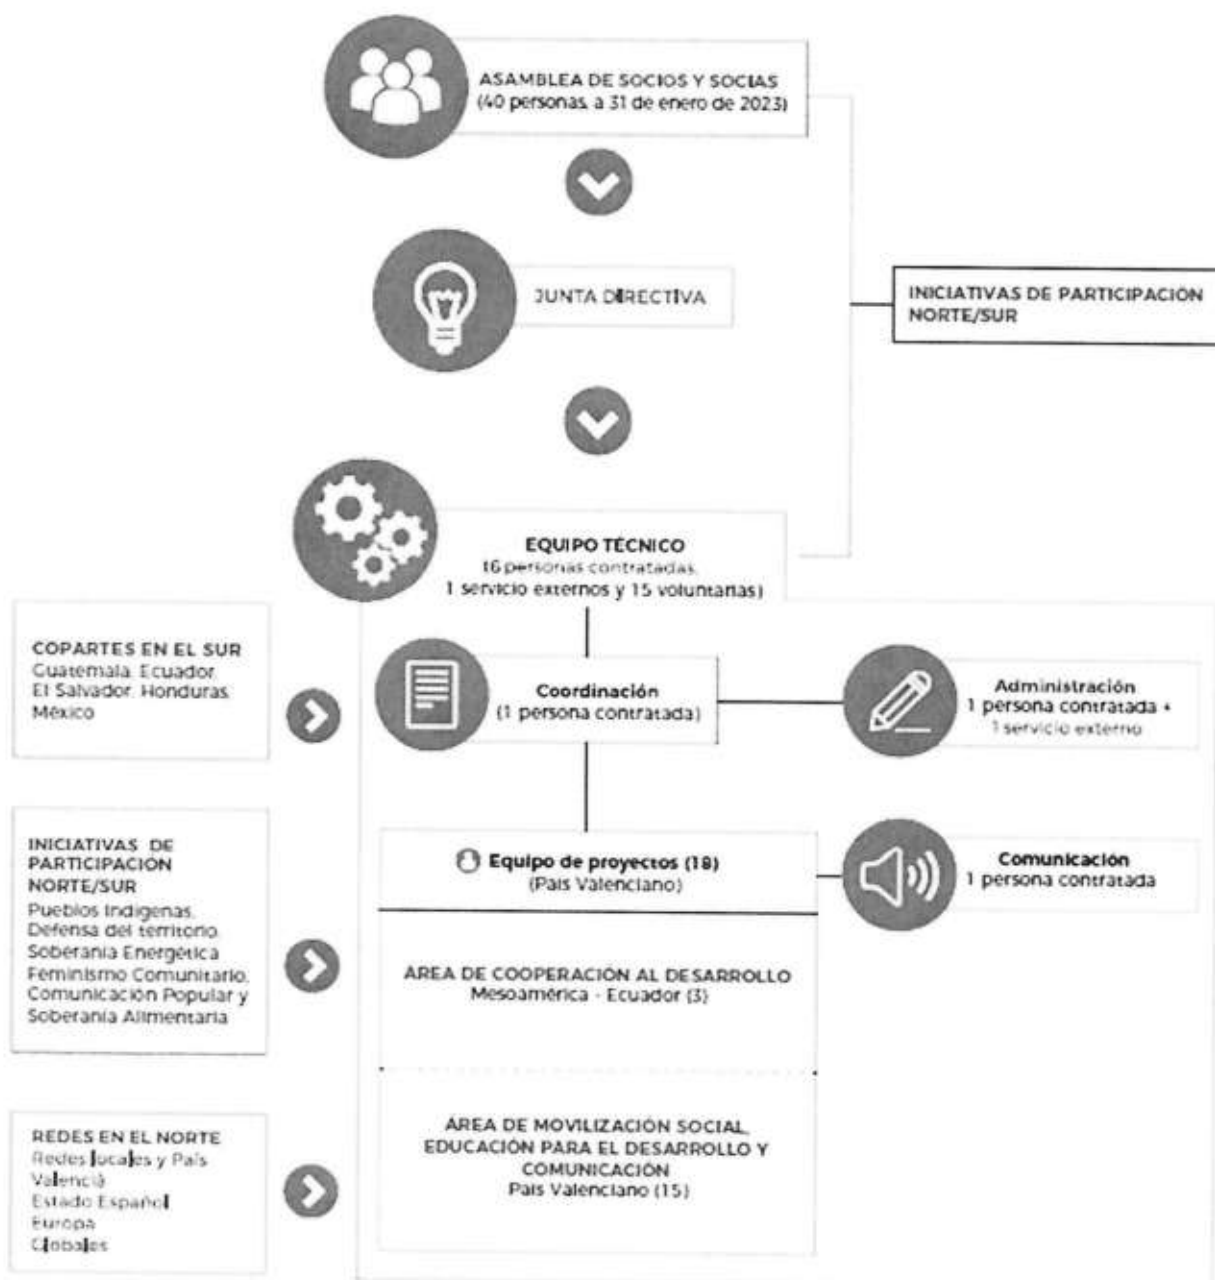 ASAMBLEA DE SOCIOS Y SOCIAS
(40 personas, a 31 de enero de 2023)
JUNTA DIRECTIVA
INICIATIVAS DE PARTICIPACIÓN
NORTE/SUR
EQUIPO TÉCNICO
(6 personas contratadas,
1 servicio externos y 15 voluntarias)
COPARTES EN EL SUR
Guatemala, Ecuador,
El Salvador, Honduras,
México
Coordinación
(1 persona contratada)
Administración
1 persona contratada +
1 servicio externo
INICIATIVAS DE
PARTICIPACIÓN
NORTE/SUR
Pueblos Indígenas,
Defensa del territorio,
Soberanía Energética
Feminismo Comunitario,
Comunicación Popular y
Soberanía Alimentaria
Equipo de proyectos (18)
(País Valenciano)
Comunicación
1 persona contratada
ÁREA DE COOPERACIÓN AL DESARROLLO
Mesoamérica - Ecuador (3)
ÁREA DE MOVILIZACIÓN SOCIAL,
EDUCACIÓN PARA EL DESARROLLO Y
COMUNICACIÓN
País Valenciano (15)
REDES EN EL NORTE
Redes locales y País
Valencià
Estado Español
Europa
Globales